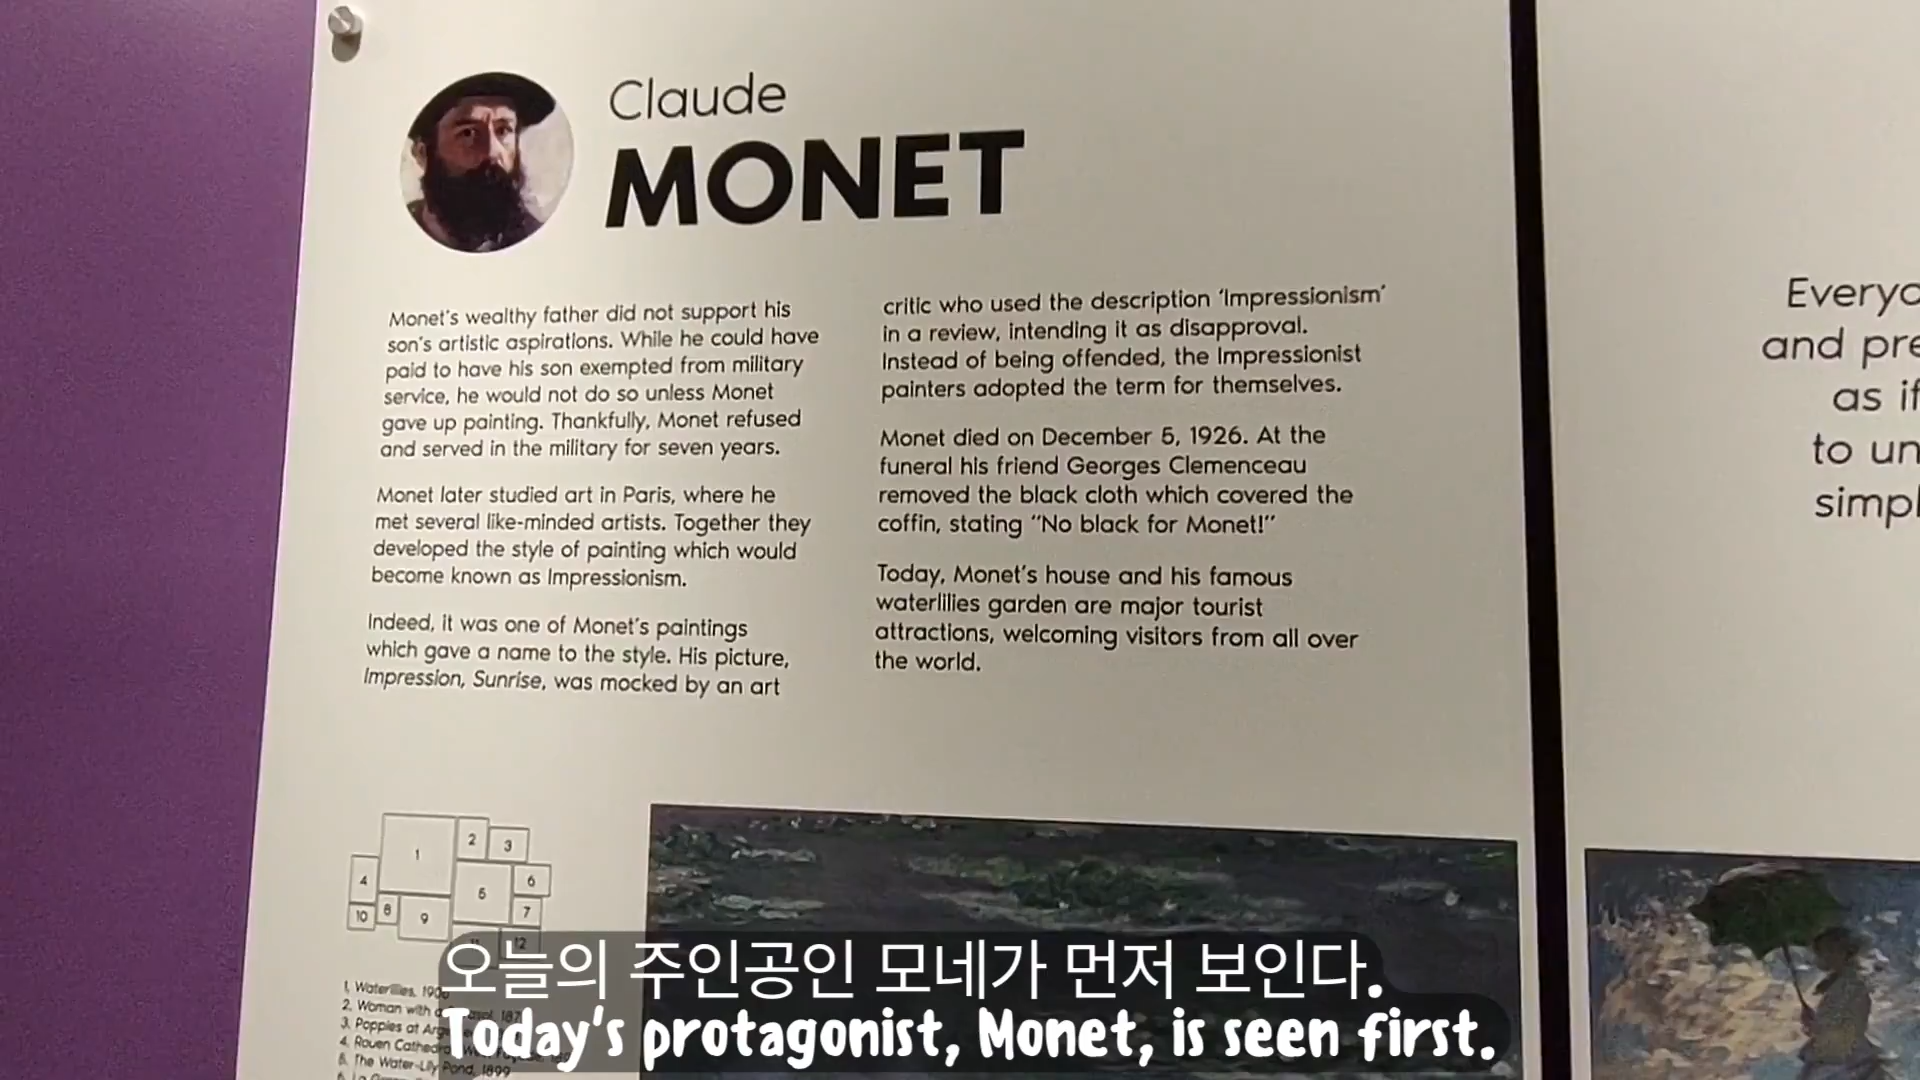 Claude
MONET
Monet's wealthy father did not support his
son's artistic aspirations. While he could have
paid to have his son exempted from military
service, he would not do so unless Monet
gave up painting. Thankfully, Monet refused
and served in the military for seven years.
Monet later studied art in Paris, where he
met several like-minded artists. Together they
developed the style of painting which would
become known as Impressionism.
Indeed, it was one of Monet's paintings
which gave a name to the style. His picture,
Impression, Sunrise, was mocked by an art
critic who used the description 'Impressionism'
in a review, intending it as disapproval.
Instead of being offended, the Impressionist
painters adopted the term for themselves.
Monet died on December 5, 1926. At the
funeral his friend Georges Clemenceau
removed the black cloth which covered the
coffin, stating "No black for Monet!"
Today, Monet's house and his famous
waterlilies garden are major tourist
attractions, welcoming visitors from all over
the world.
and
as
to
1
2
3
4
5
6
7
8
9
10
12
1. Waterlilies,
2. Woman with
3. Poppies at
4. Rouen
5. The Water-Lily Pond, 1899
오늘의 주인공인 모네가 먼저 보인다.
Today's protagonist, Monet, is seen first.